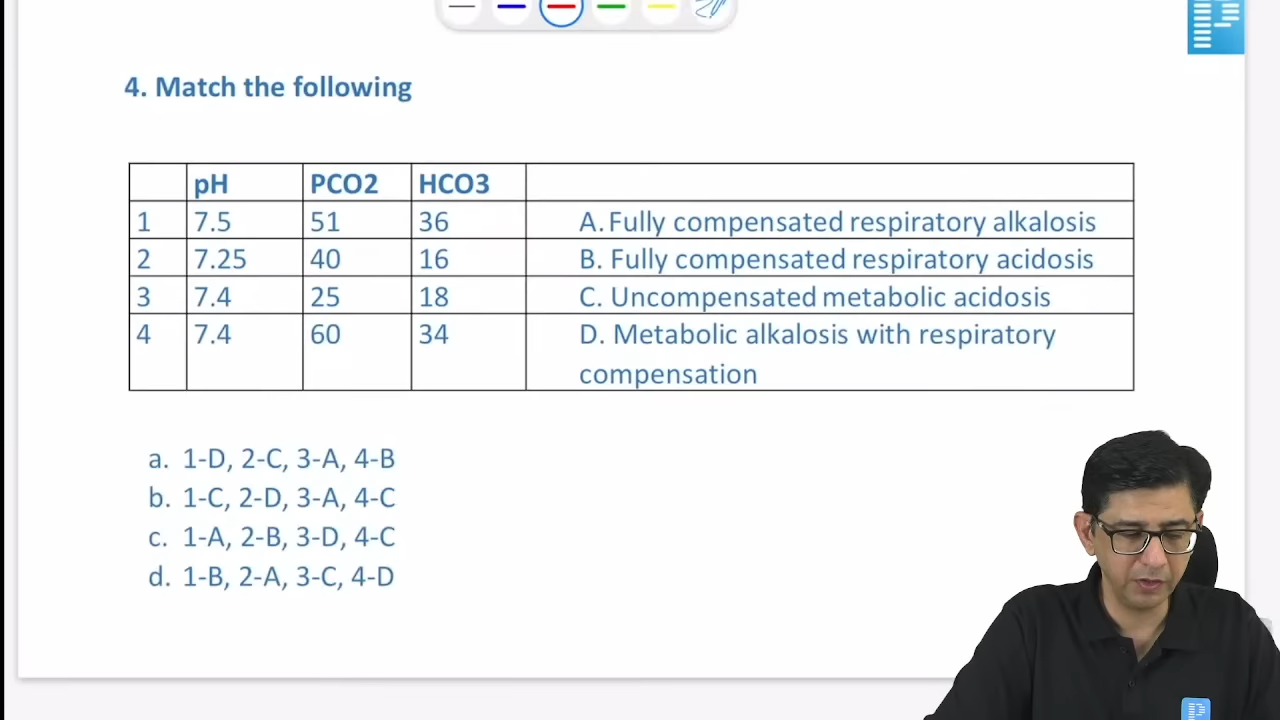 4. Match the following
pH PCO2 HCO3
1 7.5 51 36 A. Fully compensated respiratory alkalosis
2 7.25 40 16 B. Fully compensated respiratory acidosis
3 7.4 25 18 C. Uncompensated metabolic acidosis
4 7.4 60 34 D. Metabolic alkalosis with respiratory
compensation
a. 1-D, 2-C, 3-A, 4-B
b. 1-C, 2-D, 3-A, 4-C
c. 1-A, 2-B, 3-D, 4-C
d. 1-B, 2-A, 3-C, 4-D